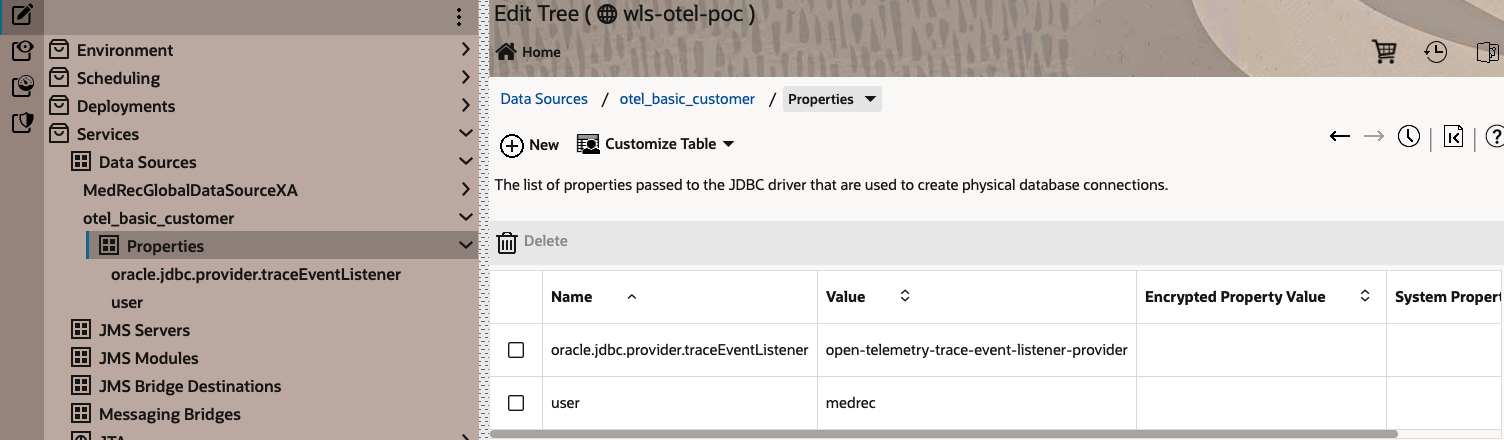 Edit Tree ( wls-otel-poc )
Home
Environment
Scheduling
Deployments
Services
Data Sources
MedRecGlobalDataSourceXA
otel_basic_customer
Properties
oracle.jdbc.provider.traceEventListener
user
JMS Servers
JMS Modules
JMS Bridge Destinations
Messaging Bridges
JTA
Data Sources / otel_basic_customer / Properties
New Customize Table
The list of properties passed to the JDBC driver that are used to create physical database connections.
Delete
Name Value Encrypted Property Value System Propert
oracle.jdbc.provider.traceEventListener open-telemetry-trace-event-listener-provider
user medrec